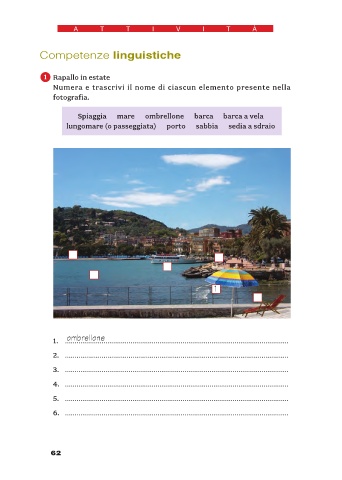 A T T I V I T À
Competenze linguistiche
1 Rapallo in estate
Numera e trascrivi il nome di ciascun elemento presente nella
fotografia.
Spiaggia mare ombrellone barca barca a vela
lungomare (o passeggiata) porto sabbia sedia a sdraio
1
1. ombrellone
2.
3.
4.
5.
6.
62